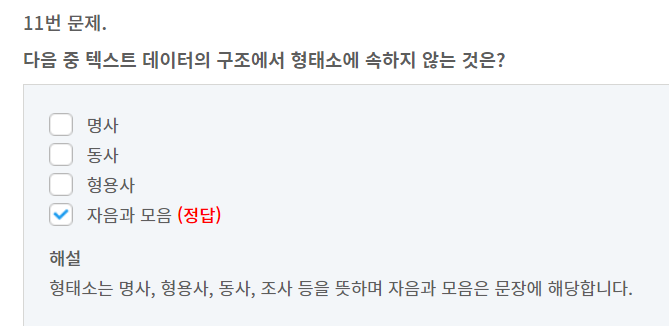 11번 문제.
다음 중 텍스트 데이터의 구조에서 형태소에 속하지 않는 것은?
명사
동사
형용사
자음과 모음 (정답)
해설
형태소는 명사, 형용사, 동사, 조사 등을 뜻하며 자음과 모음은 문장에 해당합니다.